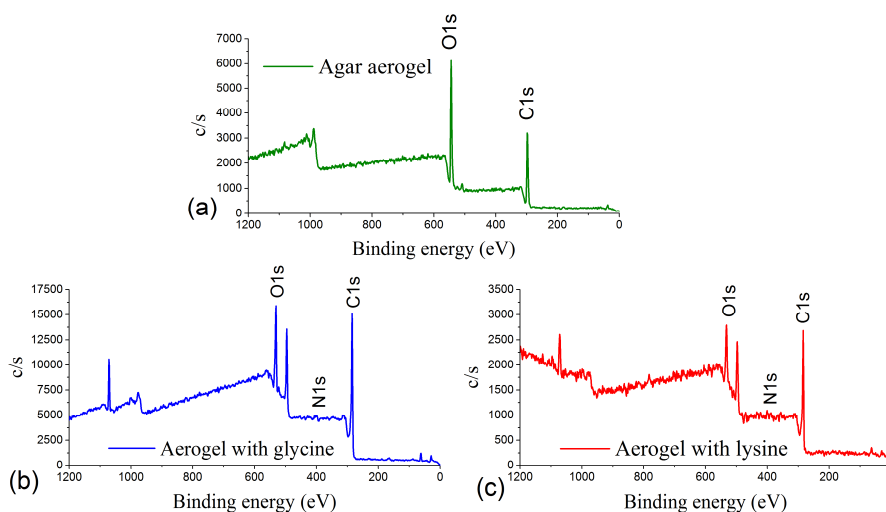 O1s
C1s
7000
6000
5000
4000
3000
2000
1000
0
c/s
Agar aerogel
1200 1000 800 600 400 200 0
Binding energy (eV)
(a)
O1s
C1s
N1s
17500
15000
12500
10000
7500
5000
2500
0
c/s
Aerogel with glycine
1200 1000 800 600 400 200 0
Binding energy (eV)
(b)
O1s
C1s
N1s
3500
3000
2500
2000
1500
1000
500
0
c/s
Aerogel with lysine
1200 1000 800 600 400 200
Binding energy (eV)
(c)